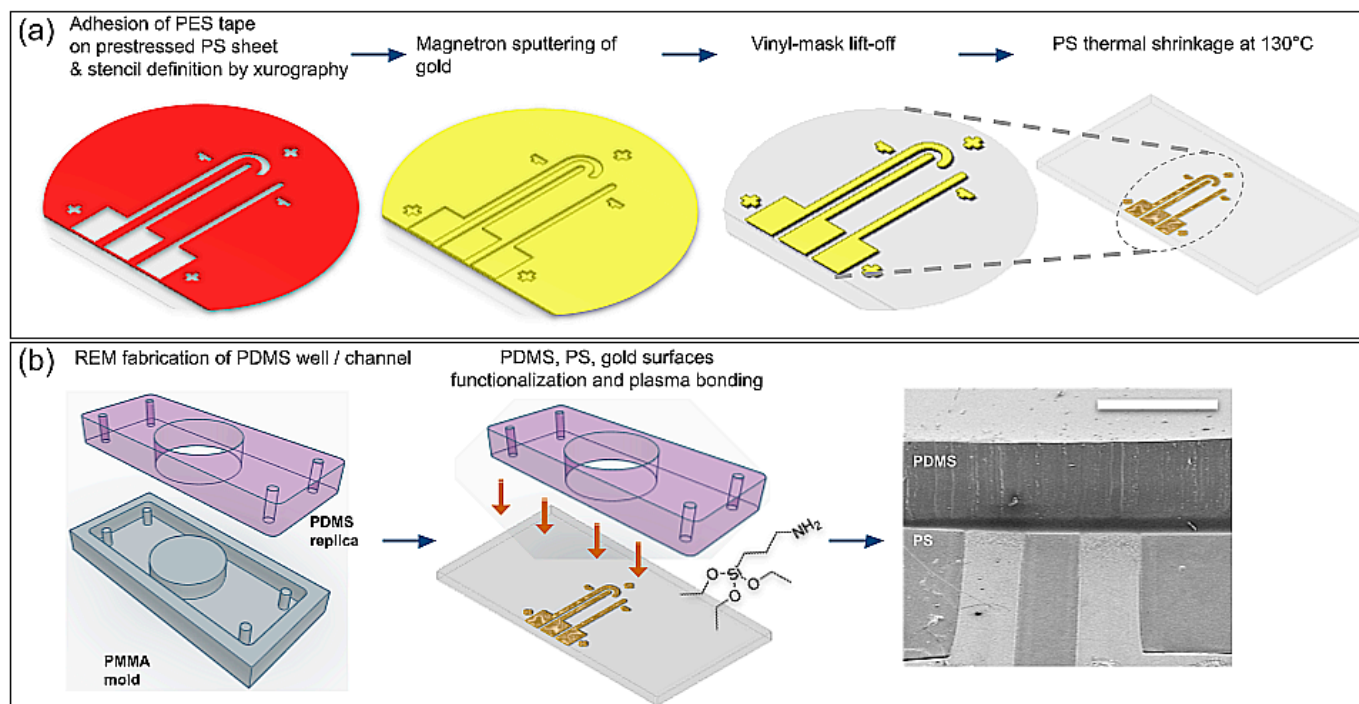 (a)
Adhesion of PES tape
on prestressed PS sheet
& stencil definition by xurography
Magnetron sputtering of
gold
Vinyl-mask lift-off
PS thermal shrinkage at 130°C
(b)
REM fabrication of PDMS well / channel
PDMS, PS, gold surfaces
functionalization and plasma bonding
PDMS
replica
PMMA
mold
NH2
Si
O
O
O
PDMS
PS